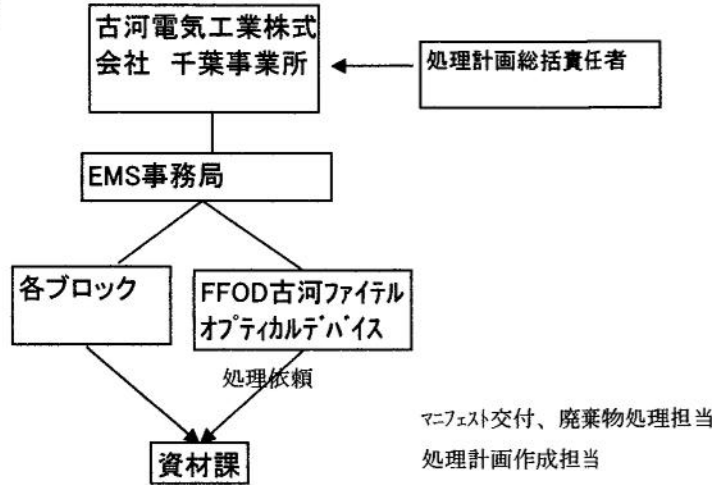 古河電気工業株式
会社 千葉事業所
処理計画総括責任者
EMS事務局
各ブロック
FFOD古河ファイテル
オプティカルデバイス
処理依頼
マニフェスト交付、廃棄物処理担当
資材課
処理計画作成担当